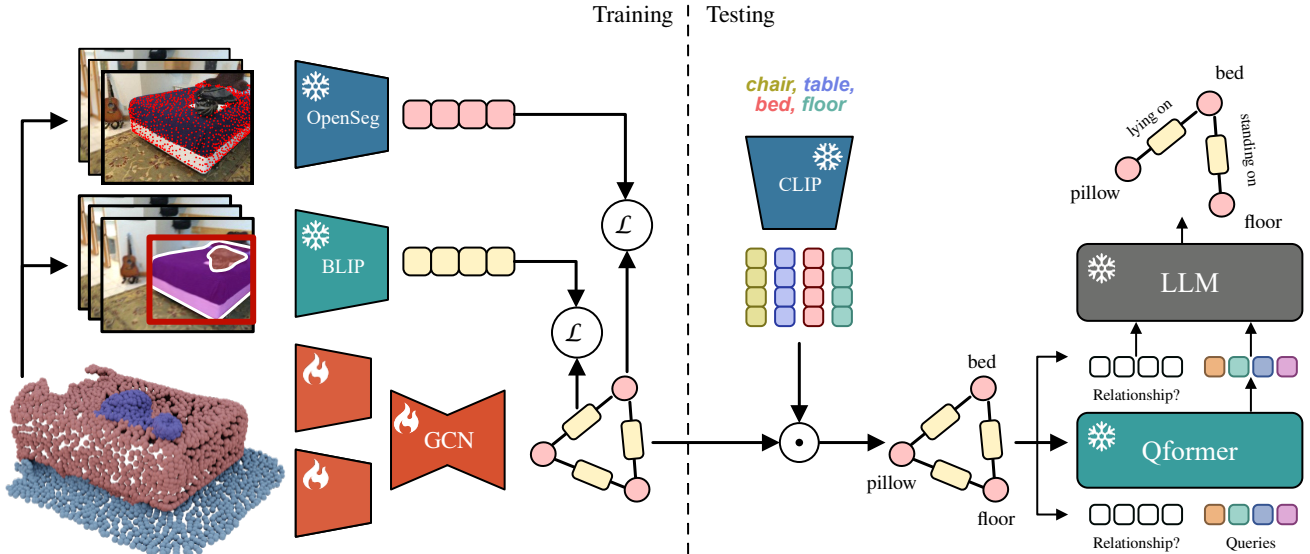 Training
Testing
OpenSeg
ℒ
BLIP
ℒ
GCN
chair, table,
bed, floor
CLIP
bed
pillow
floor
bed
lying on
standing on
pillow
floor
LLM
Relationship?
Qformer
Relationship?
Queries